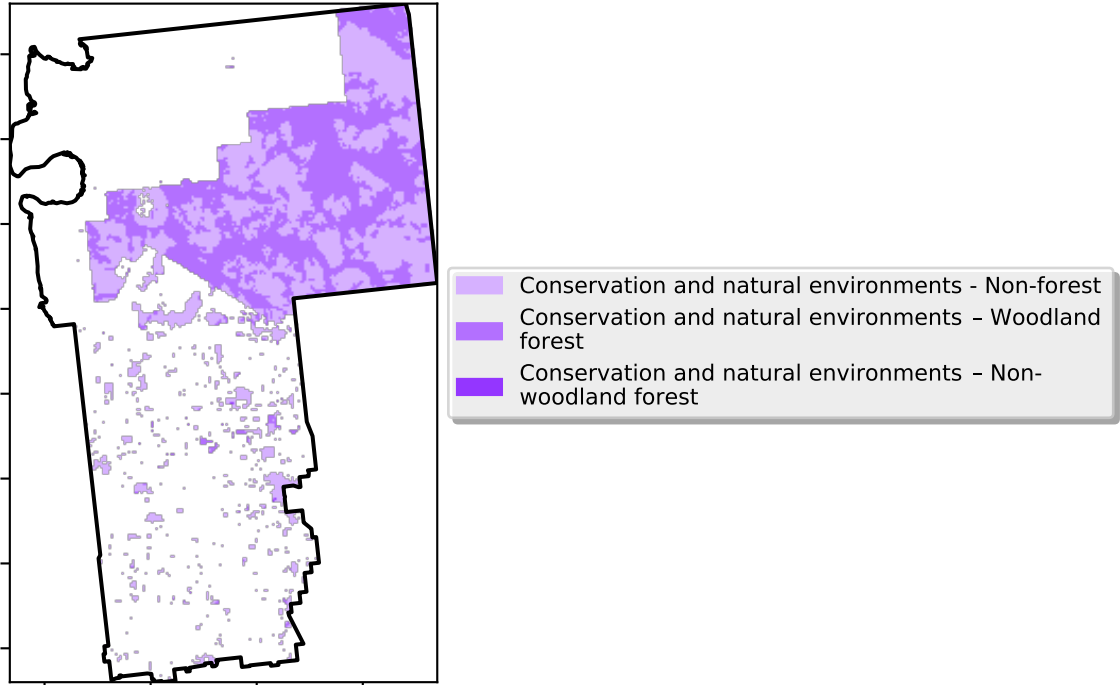 Conservation and natural environments - Non-forest
Conservation and natural environments – Woodland
forest
Conservation and natural environments – Non-
woodland forest